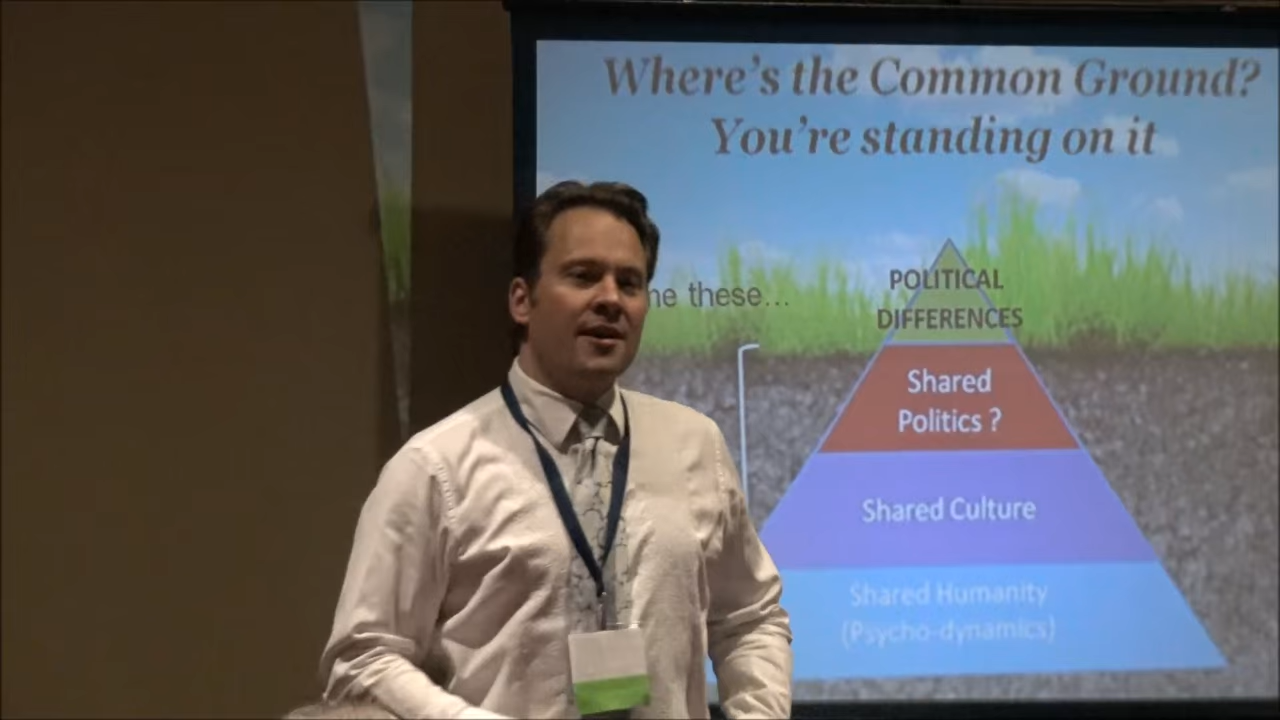 Where's the Common Ground?
You're standing on it
these...
POLITICAL
DIFFERENCES
Shared
Politics ?
Shared Culture
Shared Humanity
(Psycho-dynamics)